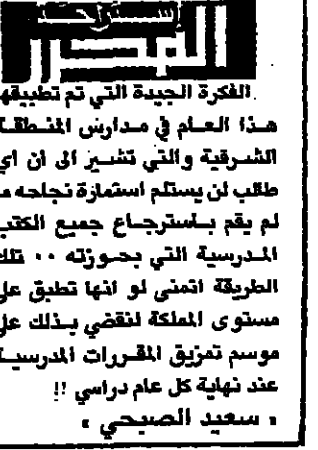 الفكرة الجيدة التي تم تطبيقها
هذا العام في مدارس المنطقة
الشرقية والتي تشير الى ان اي
طالب لن يستلم استمارة نجاحه ما
لم يقم باسترجاع جميع الكتب
المدرسية التي بحوزته .. تلك
الطريقة اتمنى لو انها تطبق على
مستوى المملكة لنقضي بذلك على
موسم تمزيق المقررات المدرسية
عند نهاية كل عام دراسي !!
« سعيد الصبحي »